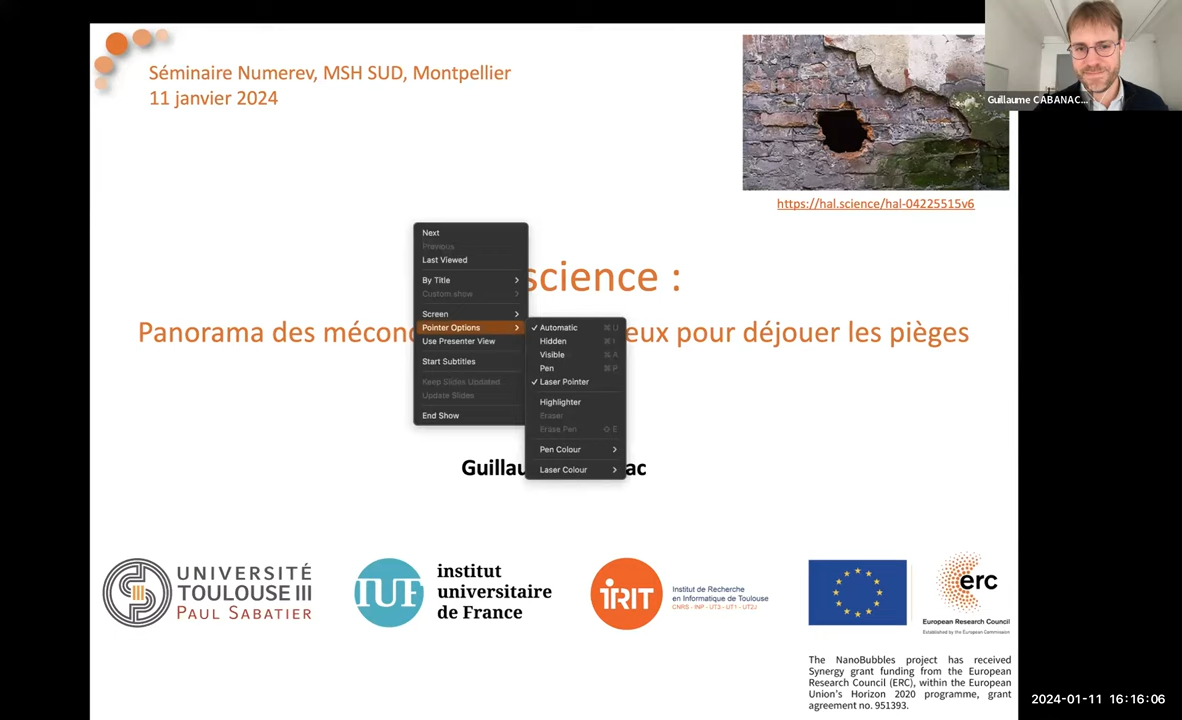 Séminaire Numerev, MSH SUD, Montpellier
11 janvier 2024
Guillaume CABANAC...
https://hal.science/hal-04225515v6
Next
Previous
Last Viewed
By Title
Custom show
Screen
Pointer Options
Use Presenter View
Start Subtitles
Keep Slides Updated
Update Slides
End Show
Automatic ⌘ U
Hidden ⌘ I
Visible ⌘ A
Pen ⌘ P
Laser Pointer
Highlighter
Eraser
Erase Pen ⇧ E
Pen Colour
Laser Colour
science :
Panorama des mécon eux pour déjouer les pièges
Guillau ac
UNIVERSITÉ
TOULOUSE III
PAUL SABATIER
IUF
institut
universitaire
de France
iRIT
Institut de Recherche
en Informatique de Toulouse
CNRS - INP - UT3 - UT1 - UT2J
erc
European Research Council
Established by the European Commission
The NanoBubbles project has received
Synergy grant funding from the European
Research Council (ERC), within the European
Union's Horizon 2020 programme, grant
agreement no. 951393.
2024-01-11 16:16:06